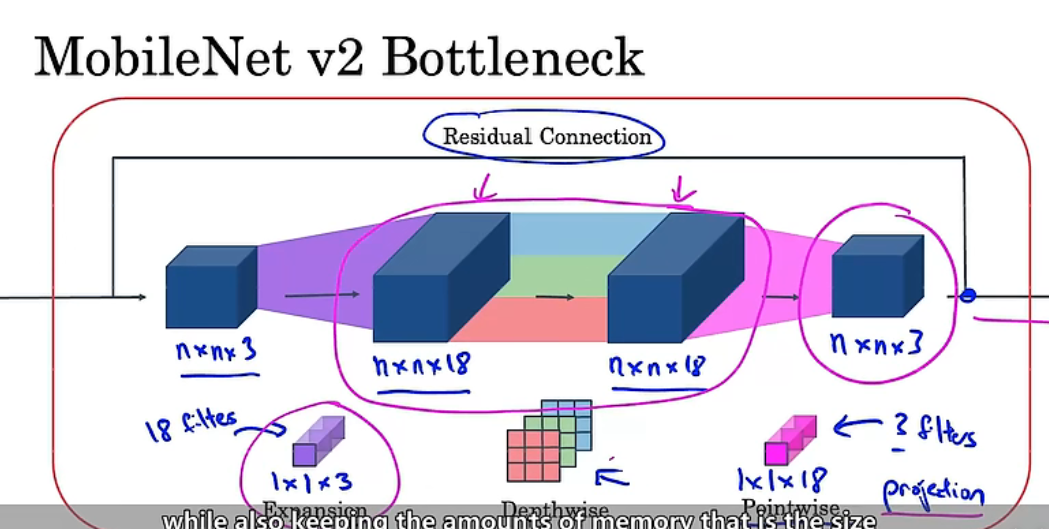 MobileNet v2 Bottleneck
Residual Connection
n×n×3
n×n×18
n×n×18
n×n×3
18 filters
3 filters
1×1×3
1×1×18
projection
Expansion
Depthwise
Pointwise
while also keeping the amounts of memory that is the size